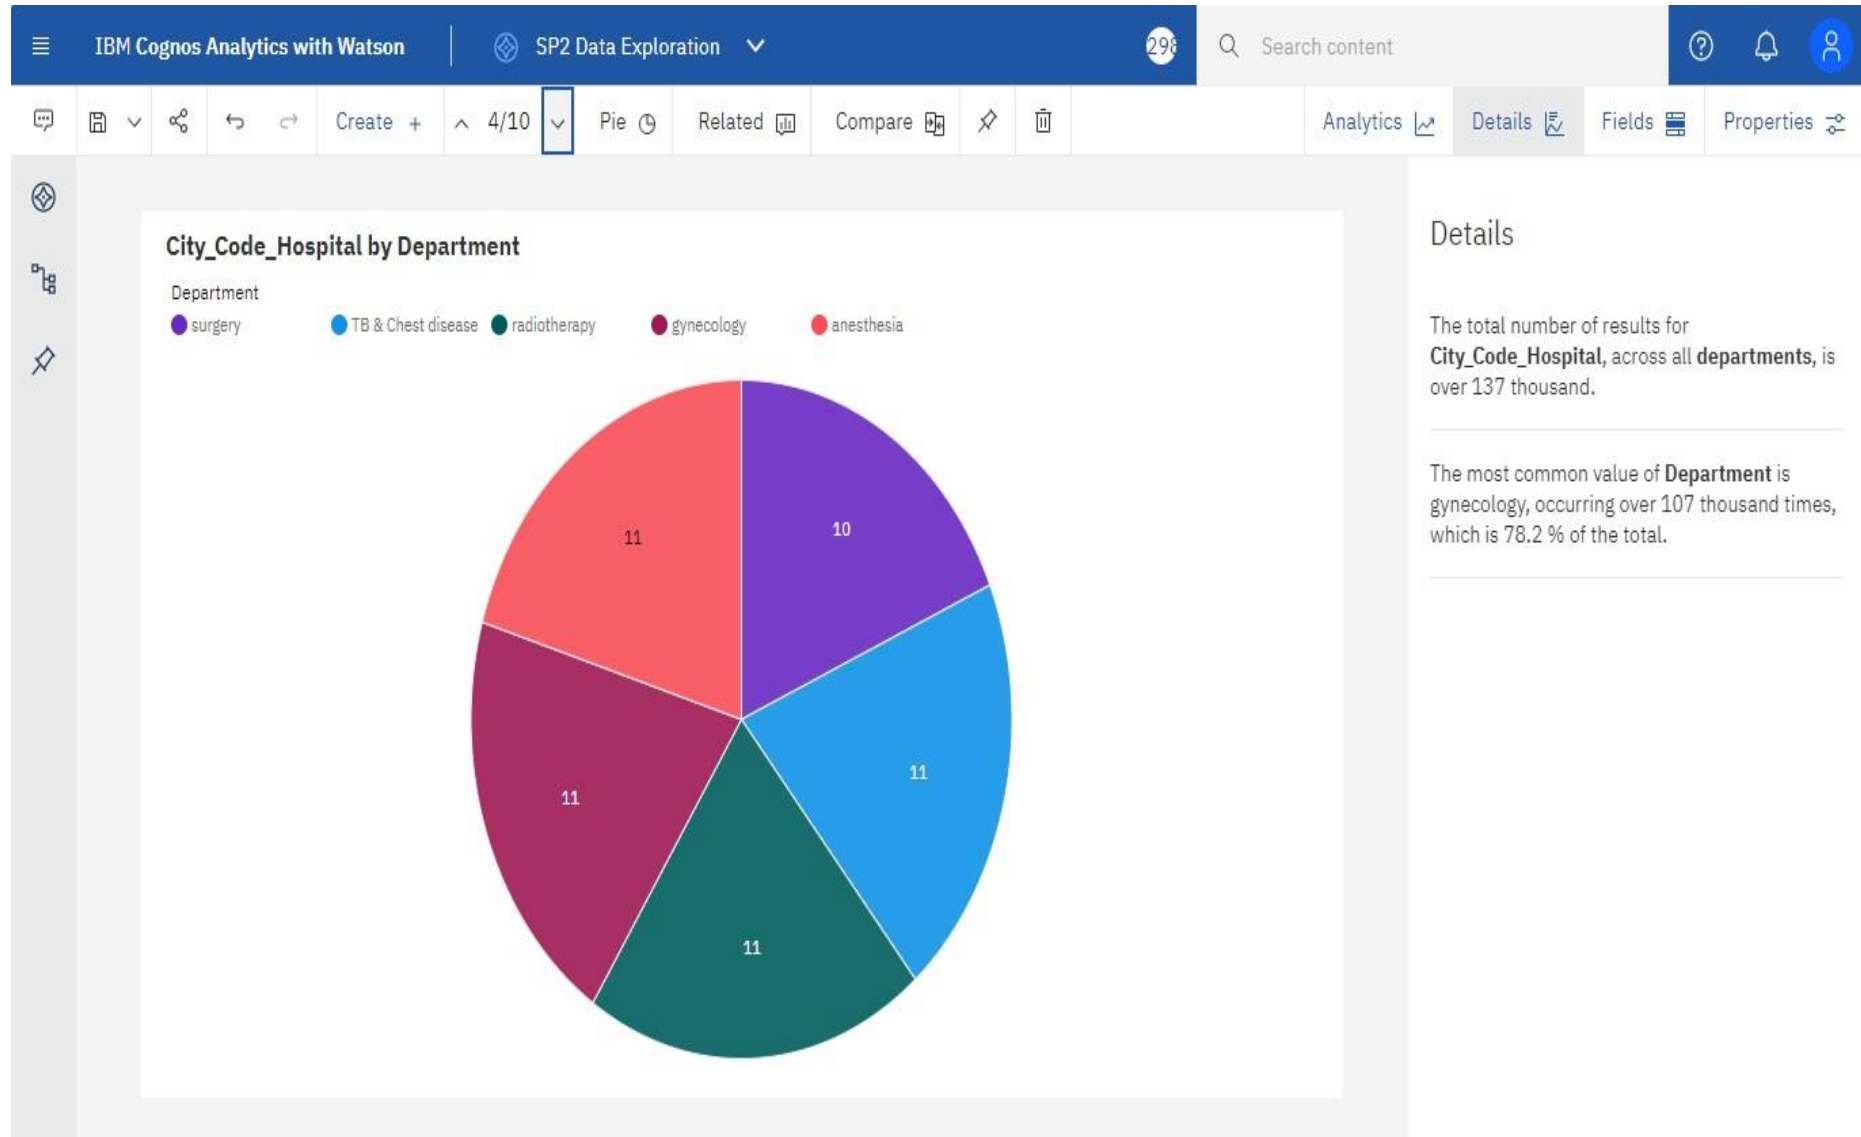 IBM Cognos Analytics with Watson
SP2 Data Exploration
298
Search content
Create +
4/10
Pie
Related
Compare
Analytics
Details
Fields
Properties
City_Code_Hospital by Department
Department
surgery
TB & Chest disease
radiotherapy
gynecology
anesthesia
11
10
11
11
11
Details
The total number of results for
City_Code_Hospital, across all departments, is
over 137 thousand.
The most common value of Department is
gynecology, occurring over 107 thousand times,
which is 78.2 % of the total.